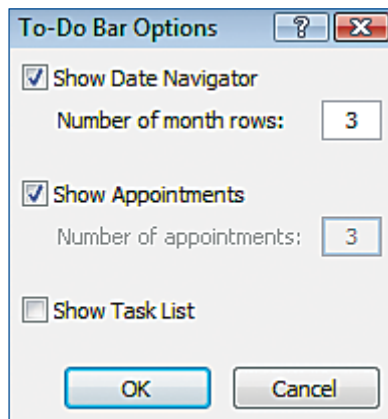 To-Do Bar Options
Show Date Navigator
Number of month rows: 3
Show Appointments
Number of appointments: 3
Show Task List
OK Cancel